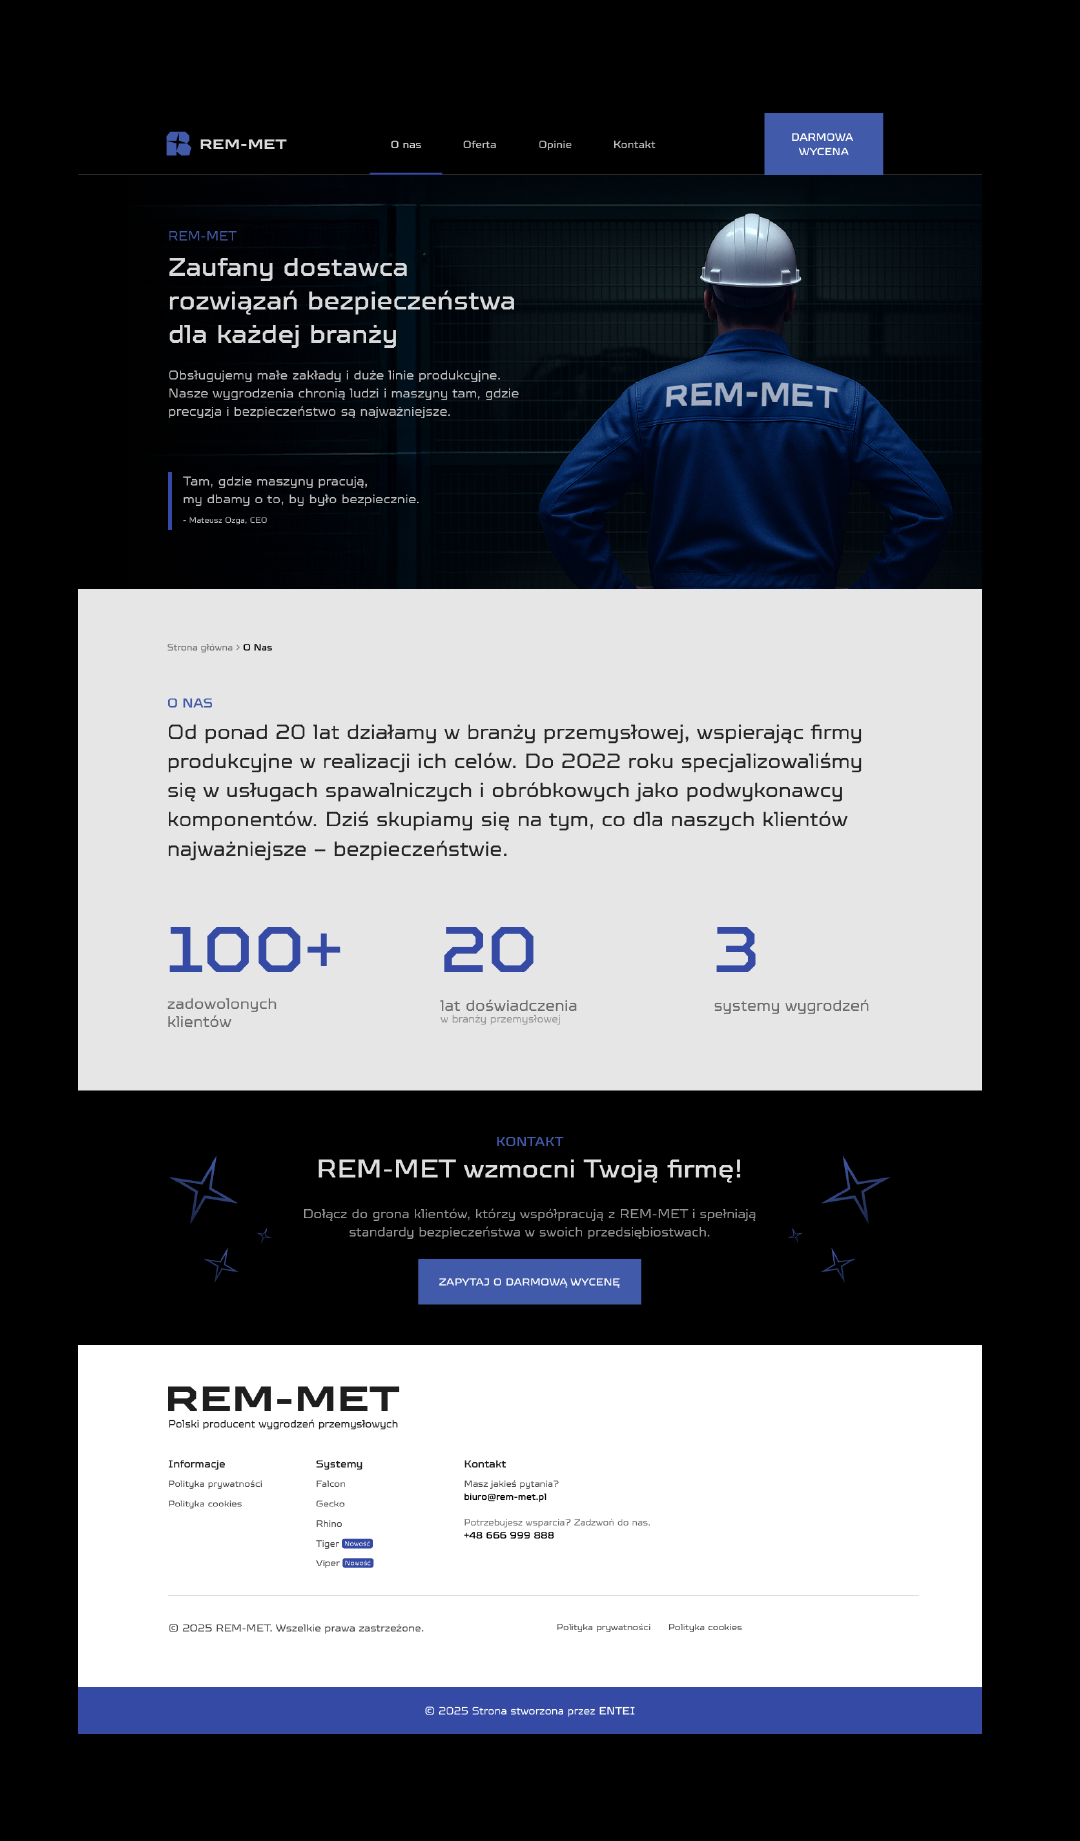 REM-MET
O nas
Oferta
Opinie
Kontakt
DARMOWA
WYCENA
REM-MET
Zaufany dostawca
rozwiązań bezpieczeństwa
dla każdej branży
Obsługujemy małe zakłady i duże linie produkcyjne.
Nasze wygrodzenia chronią ludzi i maszyny tam, gdzie
precyzja i bezpieczeństwo są najważniejsze.
Tam, gdzie maszyny pracują,
my dbamy o to, by było bezpiecznie.
- Mateusz Ozga, CEO
REM-MET
Strona główna > O Nas
O NAS
Od ponad 20 lat działamy w branży przemysłowej, wspierając firmy
produkcyjne w realizacji ich celów. Do 2022 roku specjalizowaliśmy
się w usługach spawalniczych i obróbkowych jako podwykonawcy
komponentów. Dziś skupiamy się na tym, co dla naszych klientów
najważniejsze – bezpieczeństwie.
100+
zadowolonych
klientów
20
lat doświadczenia
w branży przemysłowej
3
systemy wygrodzeń
KONTAKT
REM-MET wzmocni Twoją firmę!
Dołącz do grona klientów, którzy współpracują z REM-MET i spełniają
standardy bezpieczeństwa w swoich przedsiębiostwach.
ZAPYTAJ O DARMOWĄ WYCENĘ
REM-MET
Polski producent wygrodzeń przemysłowych
Informacje
Polityka prywatności
Polityka cookies
Systemy
Falcon
Gecko
Rhino
Tiger Nowość
Viper Nowość
Kontakt
Masz jakieś pytania?
biuro@rem-met.pl
Potrzebujesz wsparcia? Zadzwoń do nas.
+48 666 999 888
© 2025 REM-MET. Wszelkie prawa zastrzeżone.
Polityka prywatności
Polityka cookies
© 2025 Strona stworzona przez ENTEI